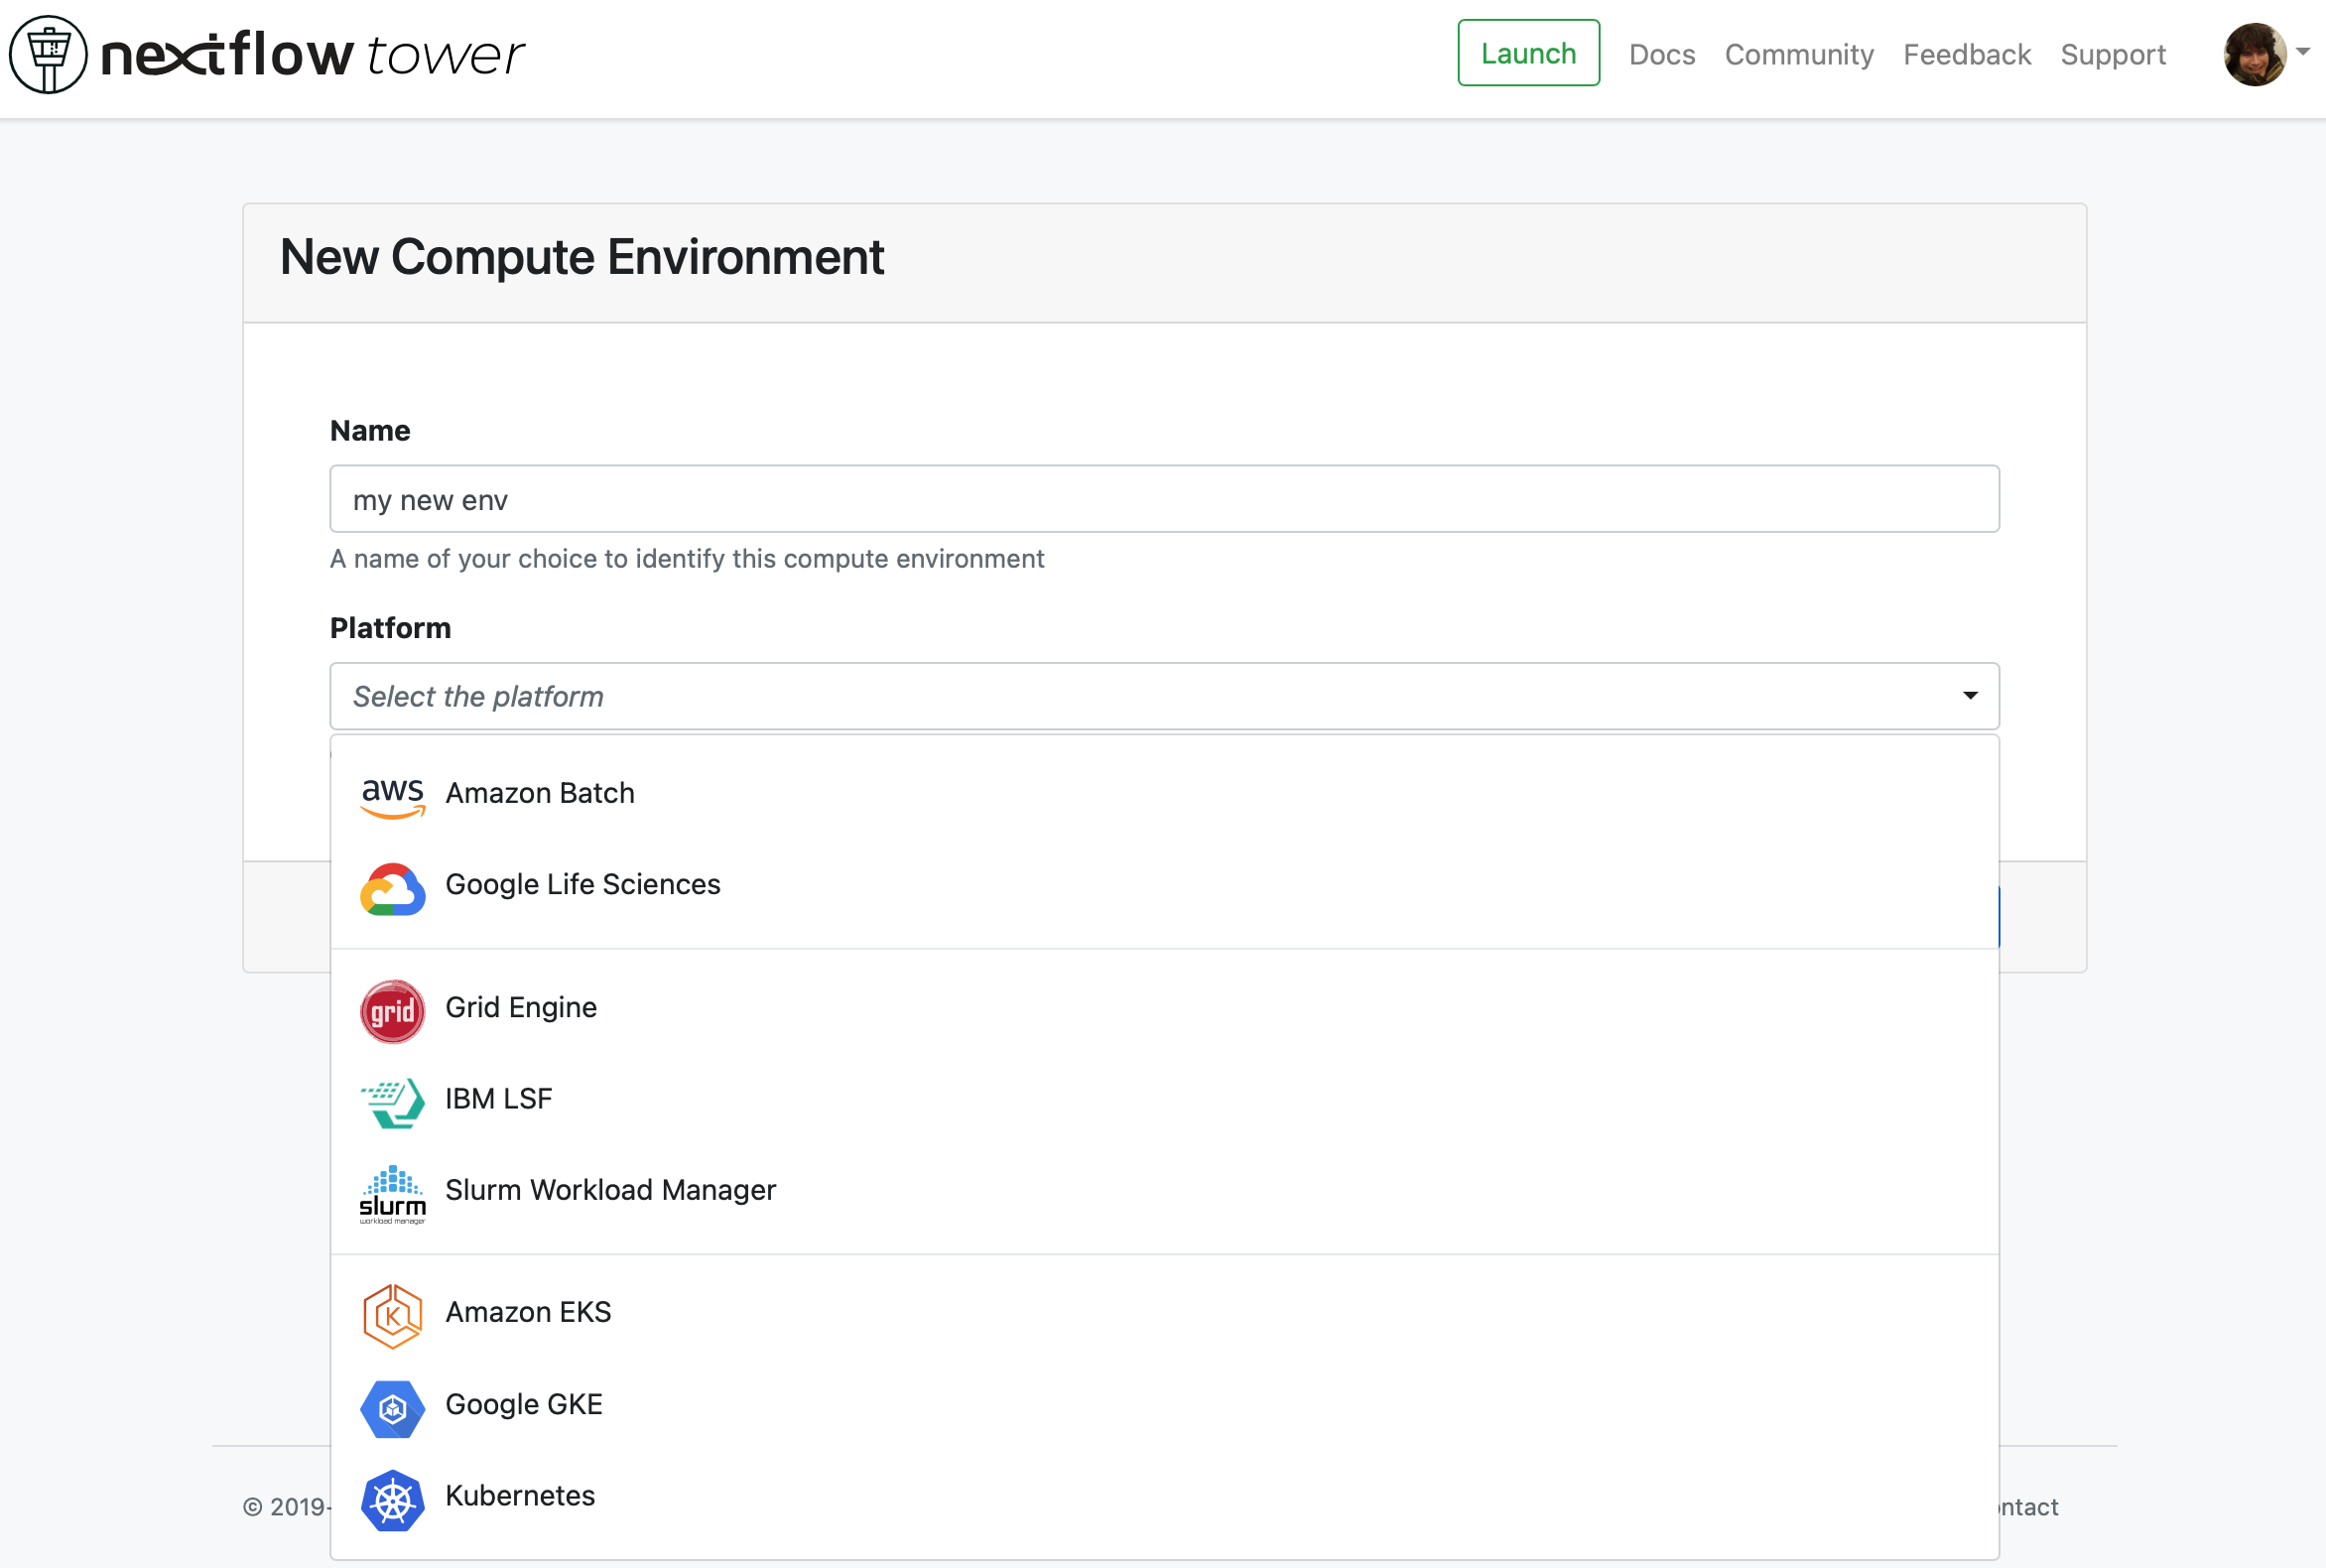 nextflow tower
Launch Docs Community Feedback Support
New Compute Environment
Name
my new env
A name of your choice to identify this compute environment
Platform
Select the platform
aws Amazon Batch
Google Life Sciences
grid Grid Engine
IBM LSF
slurm Slurm Workload Manager
workload manager
K Amazon EKS
Google GKE
Kubernetes
© 2019- ntact